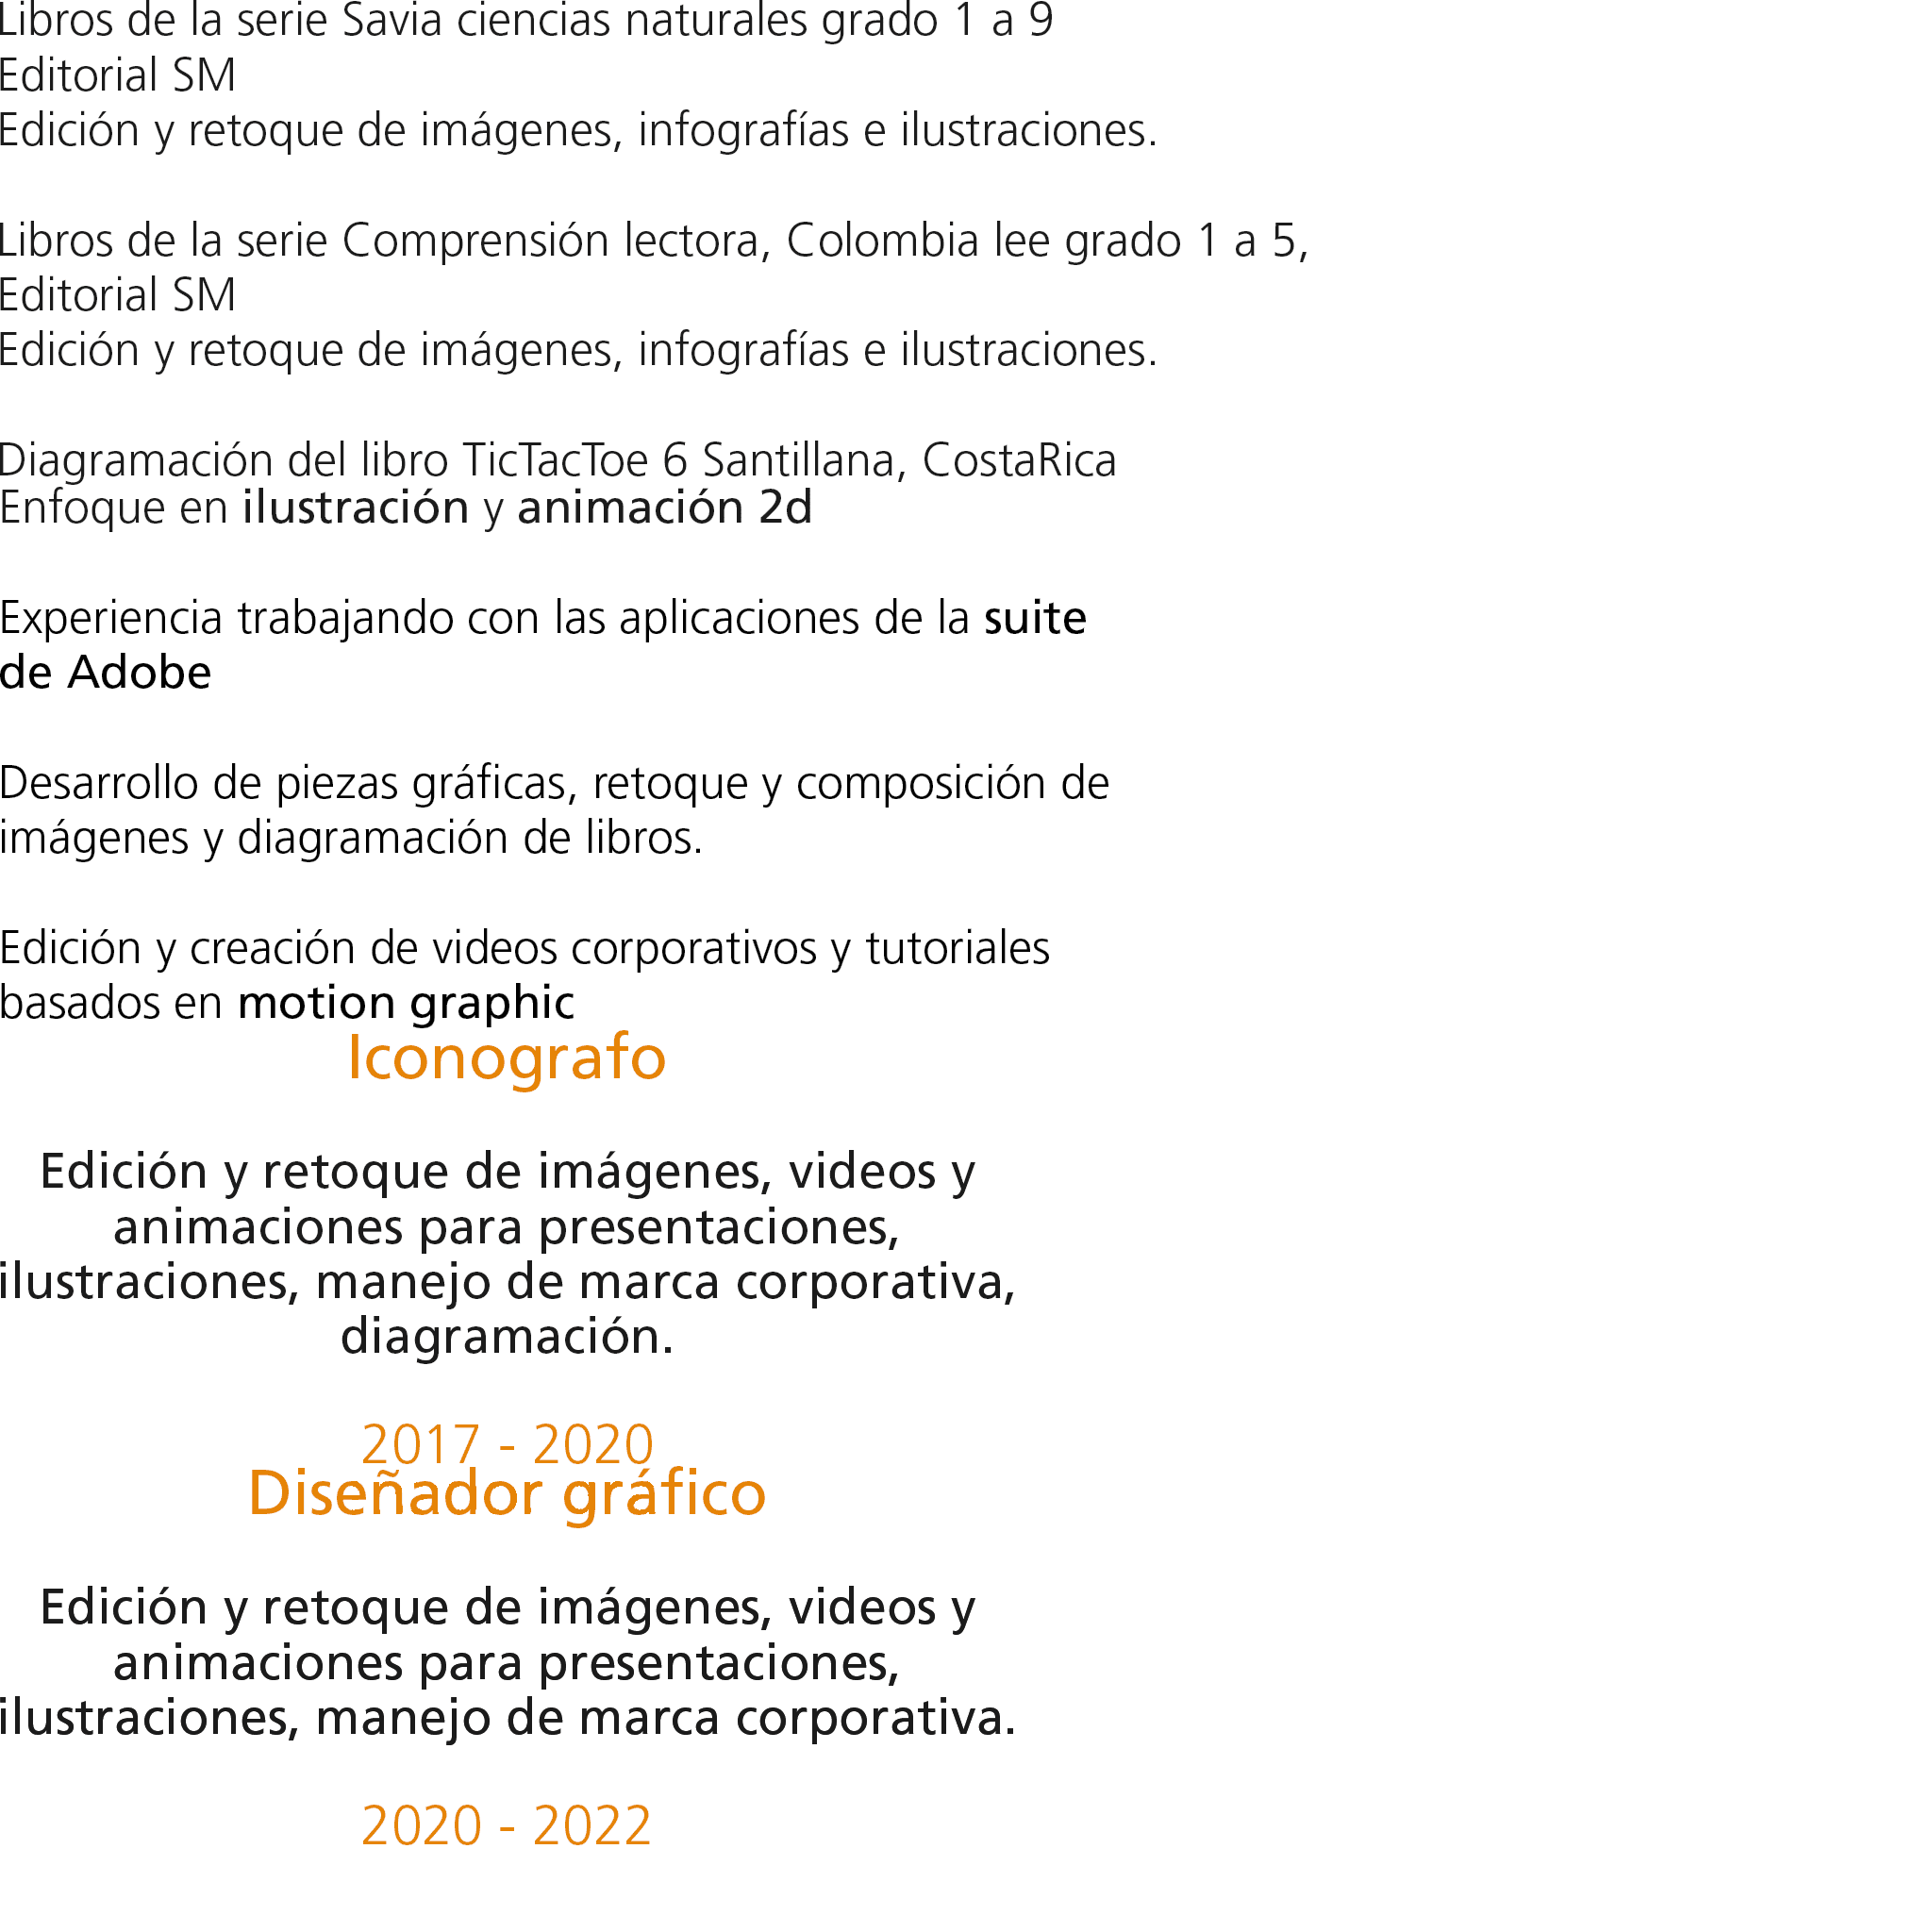 Libros de la serie Savia ciencias naturales grado 1 a 9
Editorial SM
Edición y retoque de imágenes, infografías e ilustraciones.
Libros de la serie Comprensión lectora, Colombia lee grado 1 a 5,
Editorial SM
Edición y retoque de imágenes, infografías e ilustraciones.
Diagramación del libro TicTacToe 6 Santillana, CostaRica
Enfoque en ilustración y animación 2d
Experiencia trabajando con las aplicaciones de la suite
de Adobe
Desarrollo de piezas gráficas, retoque y composición de
imágenes y diagramación de libros.
Edición y creación de videos corporativos y tutoriales
basados en motion graphic
Iconografo
Edición y retoque de imágenes, videos y
animaciones para presentaciones,
ilustraciones, manejo de marca corporativa,
diagramación.
2017 - 2020
Diseñador gráfico
Edición y retoque de imágenes, videos y
animaciones para presentaciones,
ilustraciones, manejo de marca corporativa.
2020 - 2022